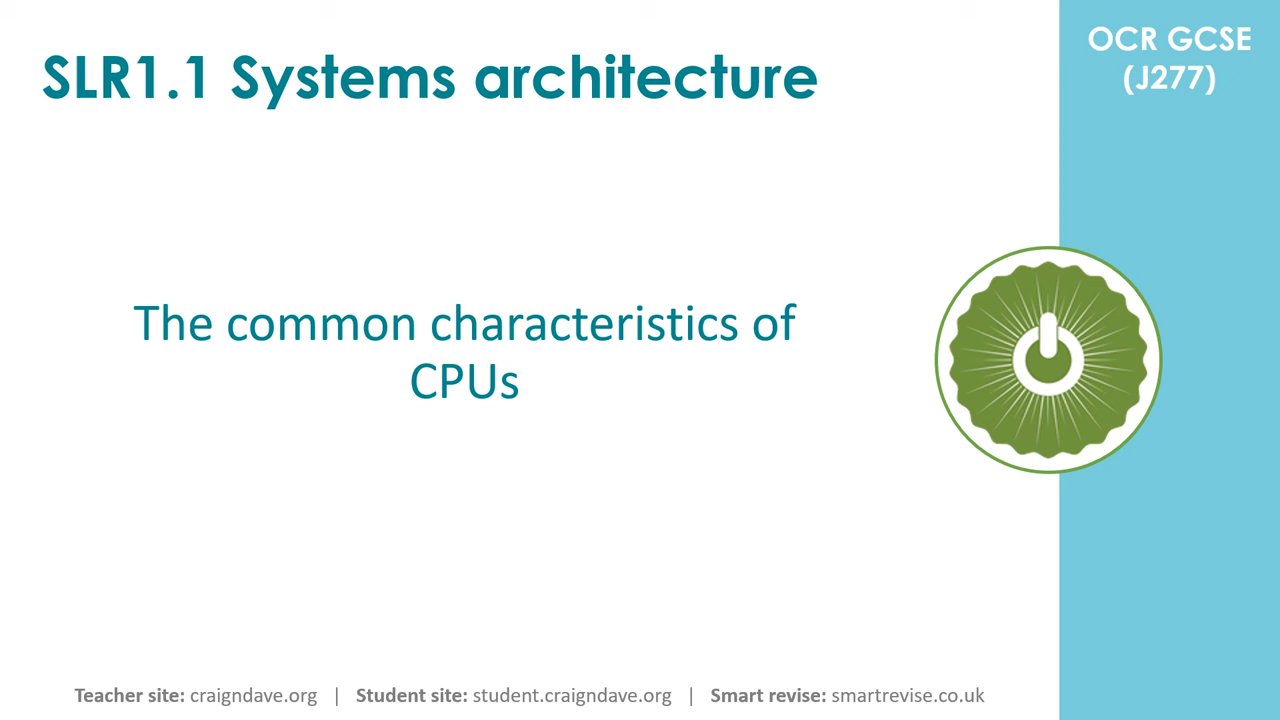 SLR1.1 Systems architecture
OCR GCSE
(J277)
The common characteristics of
CPUs
Teacher site: craigndave.org | Student site: student.craigndave.org | Smart revise: smartrevise.co.uk